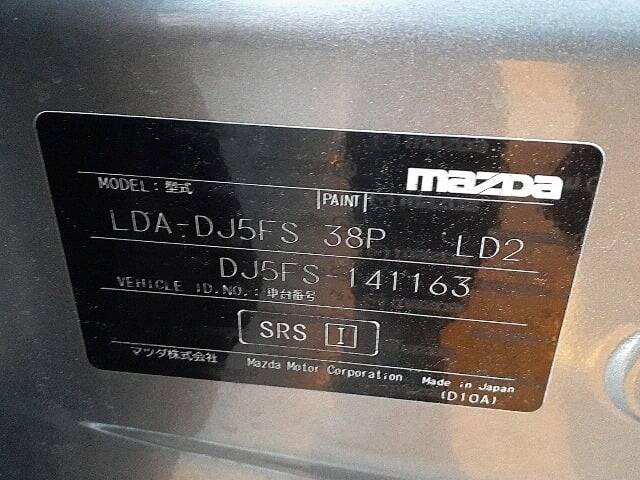 mazda
MODEL: 型式 PAINT
LDA-DJ5FS 38P LD2
DJ5FS-141163
VEHICLE ID.NO.: 車台番号
SRS I
マツダ株式会社 Mazda Motor Corporation Made in Japan
(D10A)